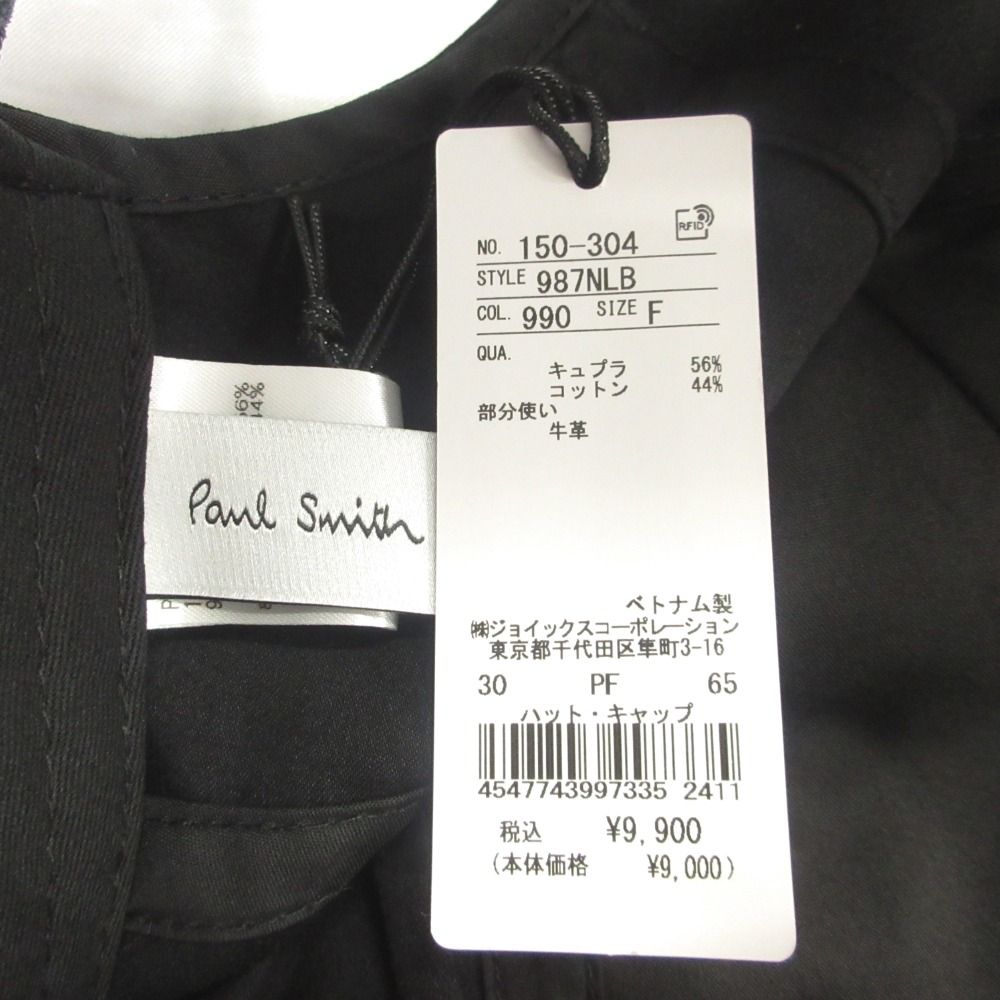 RFID
NO. 150-304
STYLE 987NLB
COL. 990 SIZE F
QUA.
キュプラ 56%
コットン 44%
部分使い
牛革
ベトナム製
㈱ジョイックスコーポレーション
東京都千代田区隼町3-16
30 PF 65
ハット・キャップ
4547743997335 2411
税込 ¥9,900
(本体価格 ¥9,000)
56%
44%
Paul Smith